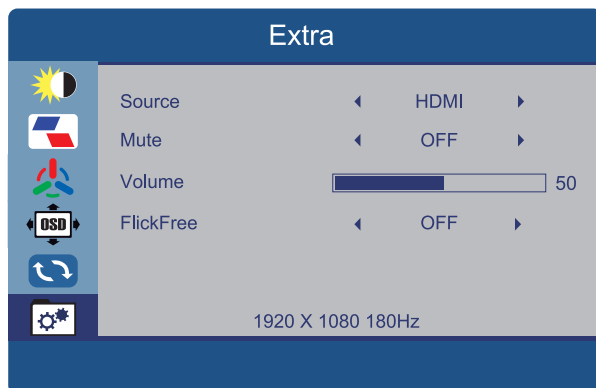 Extra
Source HDMI
Mute OFF
Volume 50
OSD
FlickFree OFF
1920 X 1080 180Hz